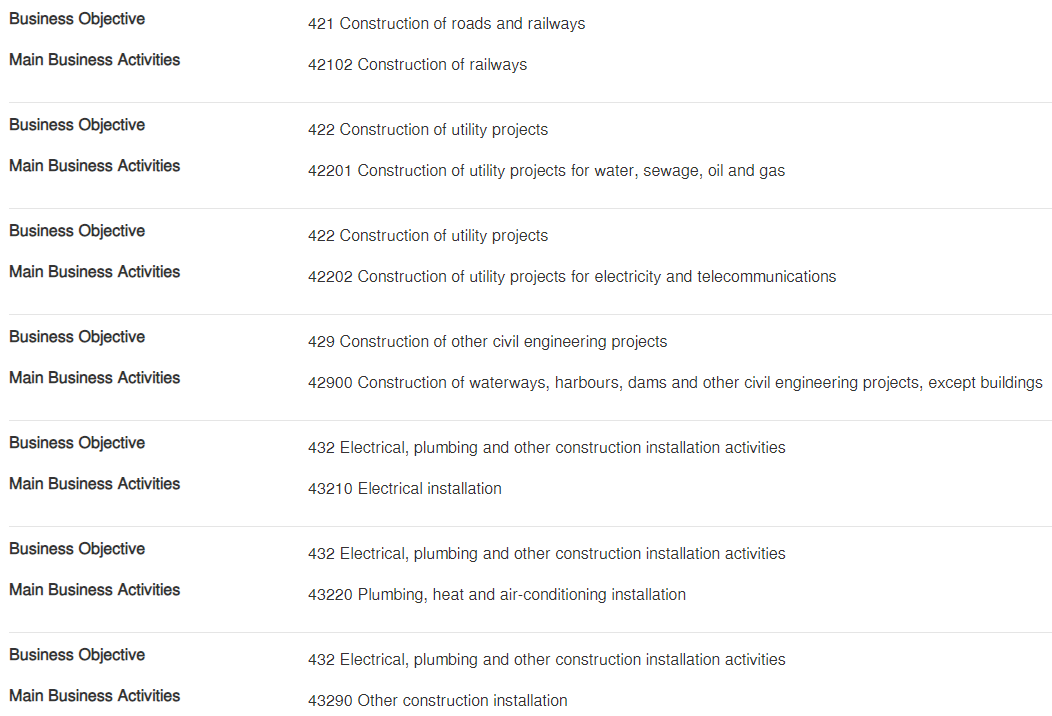 Business Objective 421 Construction of roads and railways
Main Business Activities 42102 Construction of railways
Business Objective 422 Construction of utility projects
Main Business Activities 42201 Construction of utility projects for water, sewage, oil and gas
Business Objective 422 Construction of utility projects
Main Business Activities 42202 Construction of utility projects for electricity and telecommunications
Business Objective 429 Construction of other civil engineering projects
Main Business Activities 42900 Construction of waterways, harbours, dams and other civil engineering projects, except buildings
Business Objective 432 Electrical, plumbing and other construction installation activities
Main Business Activities 43210 Electrical installation
Business Objective 432 Electrical, plumbing and other construction installation activities
Main Business Activities 43220 Plumbing, heat and air-conditioning installation
Business Objective 432 Electrical, plumbing and other construction installation activities
Main Business Activities 43290 Other construction installation